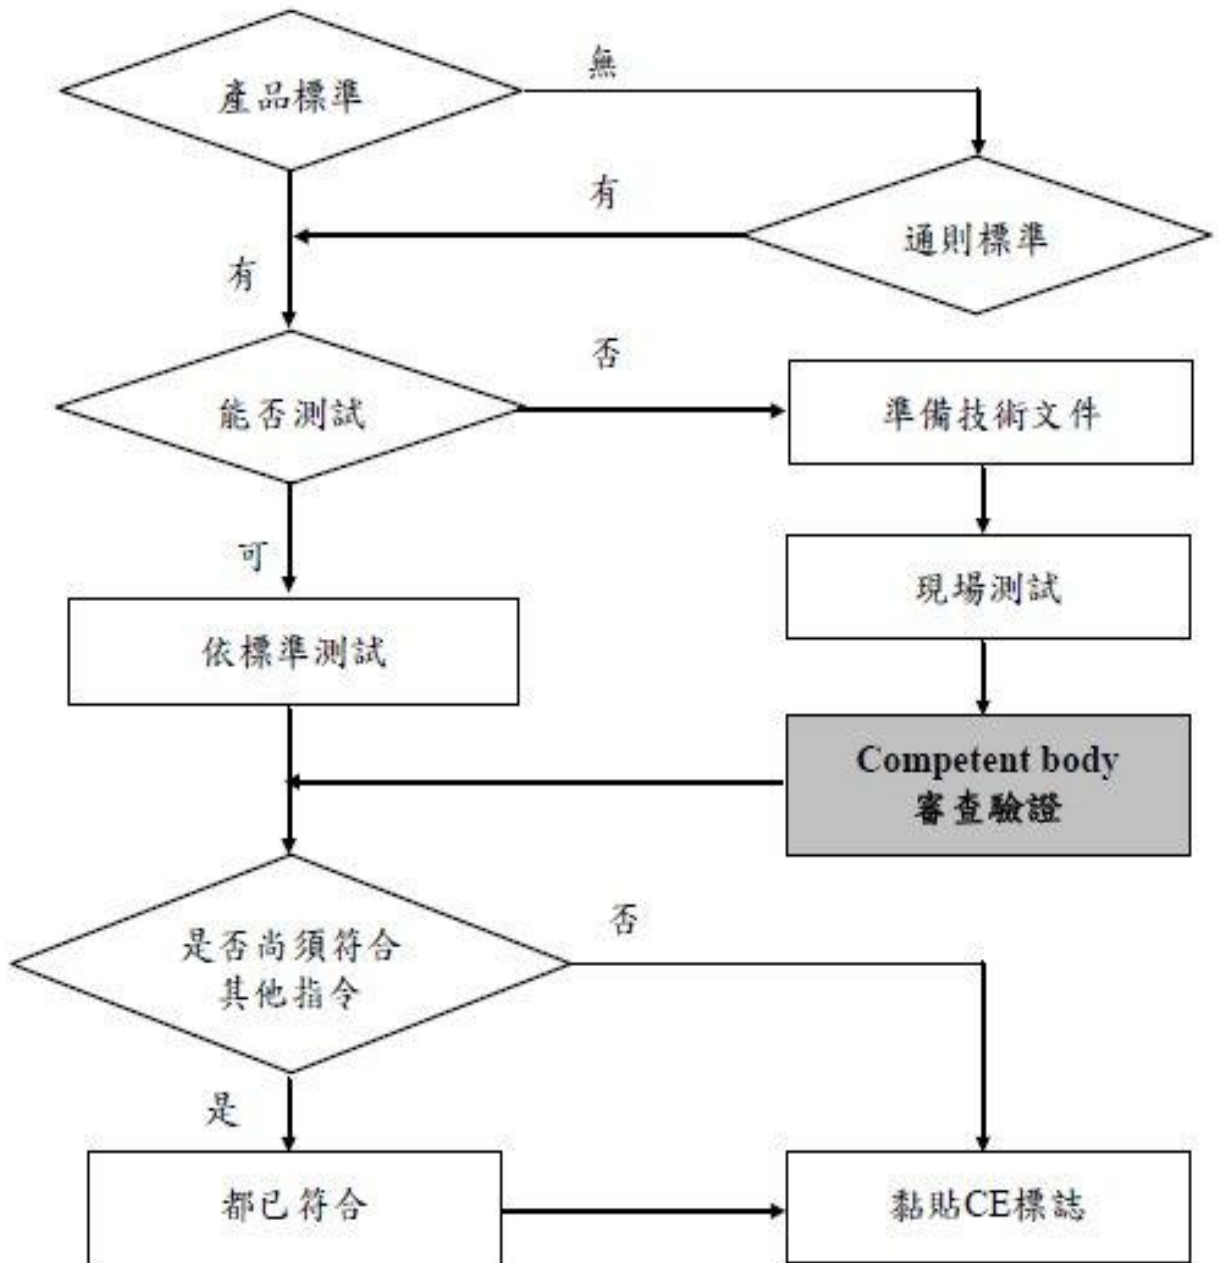 產品標準
無
有
通則標準
有
能否測試
否
準備技術文件
可
現場測試
依標準測試
Competent body
審查驗證
是否尚須符合
其他指令
否
是
都已符合
黏貼CE標誌